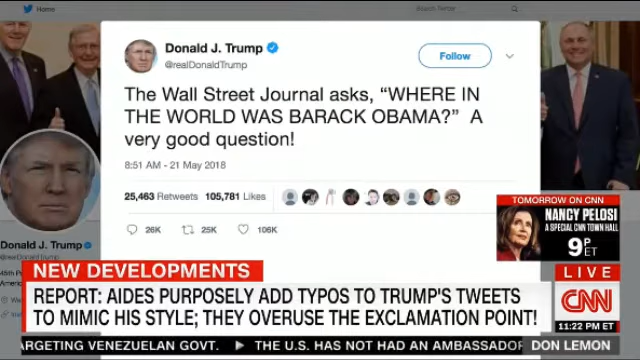 Home
Search Twitter
Donald J. Trump
@realDonaldTrump
Follow
The Wall Street Journal asks, “WHERE IN
THE WORLD WAS BARACK OBAMA?” A
very good question!
8:51 AM - 21 May 2018
25,463 Retweets 105,781 Likes
26K 25K 106K
Donald J. Trump
@realDonaldTrump
45th P
Americ
TOMORROW ON CNN
NANCY PELOSI
A SPECIAL CNN TOWN HALL
9 P ET
NEW DEVELOPMENTS
LIVE
REPORT: AIDES PURPOSELY ADD TYPOS TO TRUMP'S TWEETS
TO MIMIC HIS STYLE; THEY OVERUSE THE EXCLAMATION POINT!
CNN
11:22 PM ET
ARGETING VENEZUELAN GOVT. ► THE U.S. HAS NOT HAD AN AMBASSADOR
DON LEMON